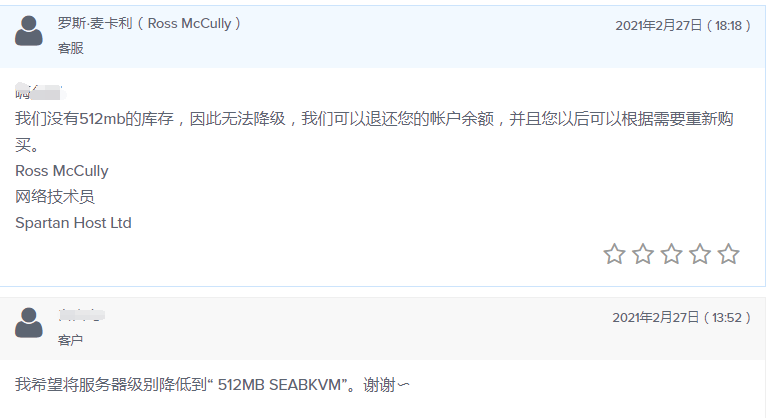 罗斯·麦卡利（Ross McCully）
2021年2月27日（18:18）
客服
嗨
我们没有512mb的库存，因此无法降级，我们可以退还您的帐户余额，并且您以后可以根据需要重新购
买。
Ross McCully
网络技术员
Spartan Host Ltd
2021年2月27日（13:52）
客户
我希望将服务器级别降低到“ 512MB SEABKVM”。谢谢〜